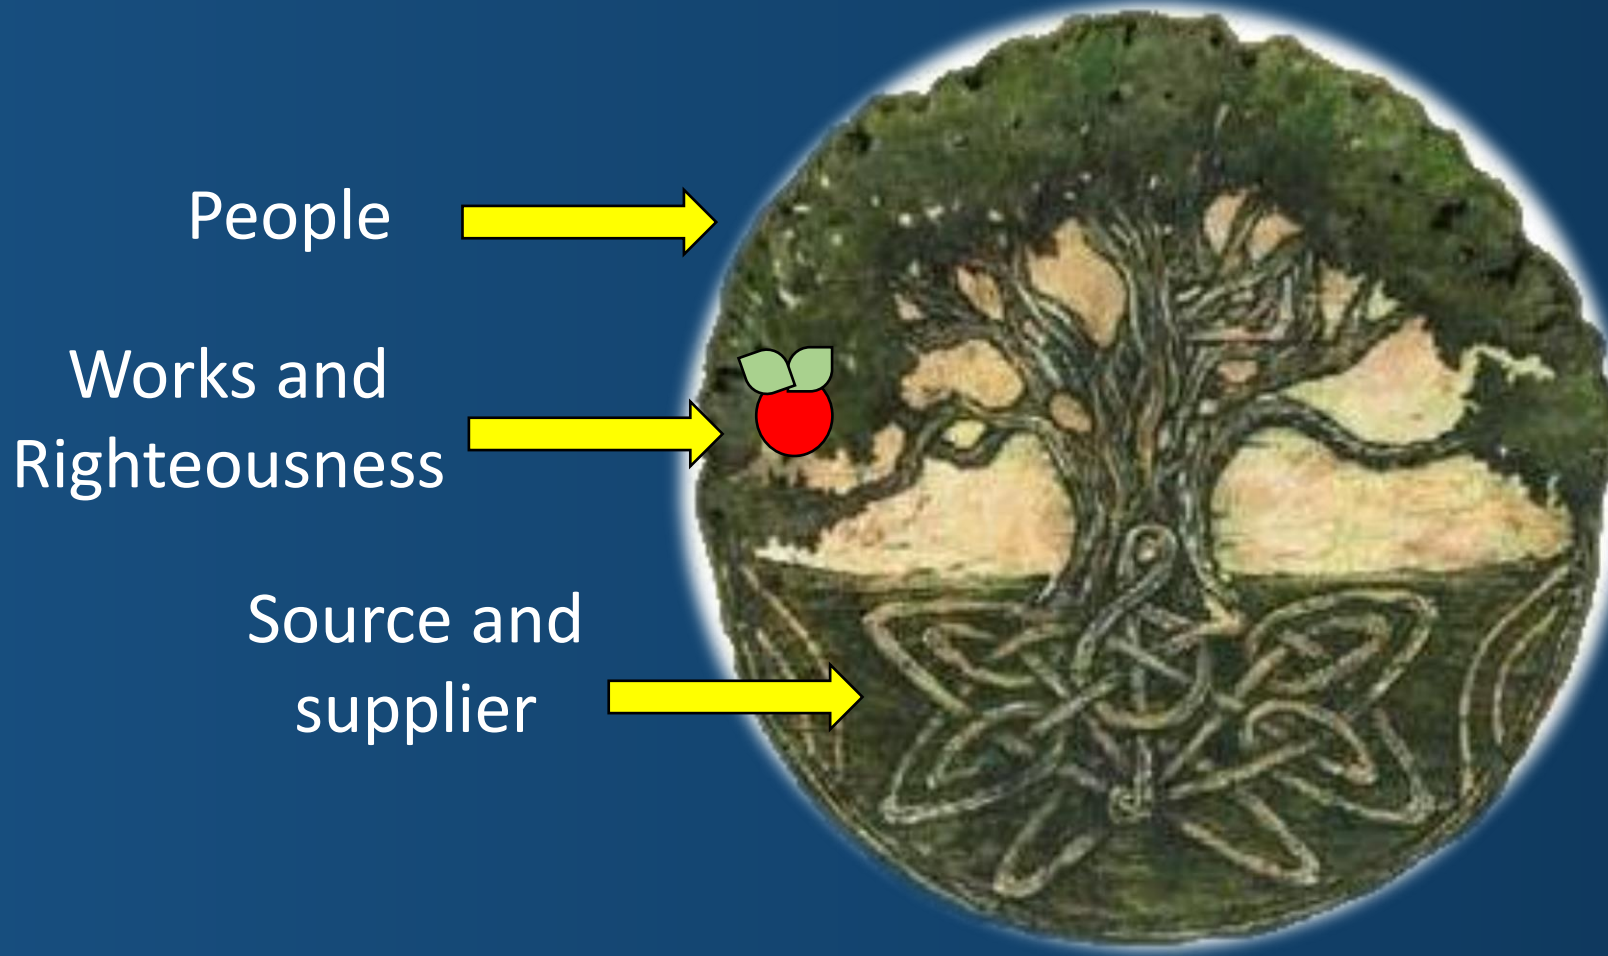 People
Works and
Righteousness
Source and
supplier